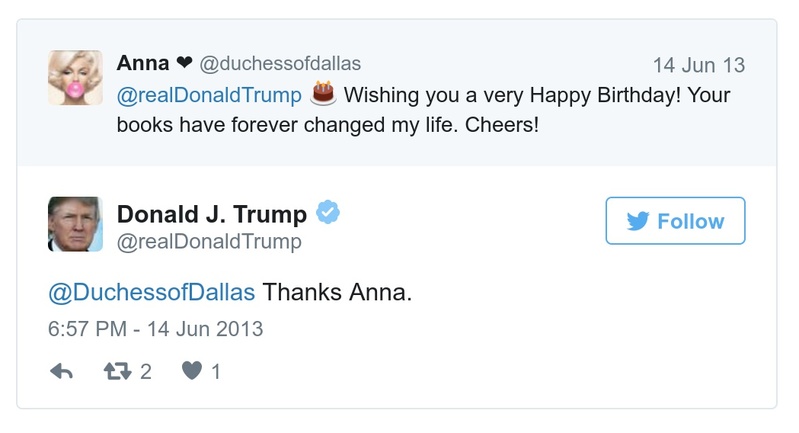 Anna ❤ @duchessofdallas 14 Jun 13
@realDonaldTrump 🎂 Wishing you a very Happy Birthday! Your
books have forever changed my life. Cheers!
Donald J. Trump
Follow
@realDonaldTrump
@DuchessofDallas Thanks Anna.
6:57 PM - 14 Jun 2013
2 1